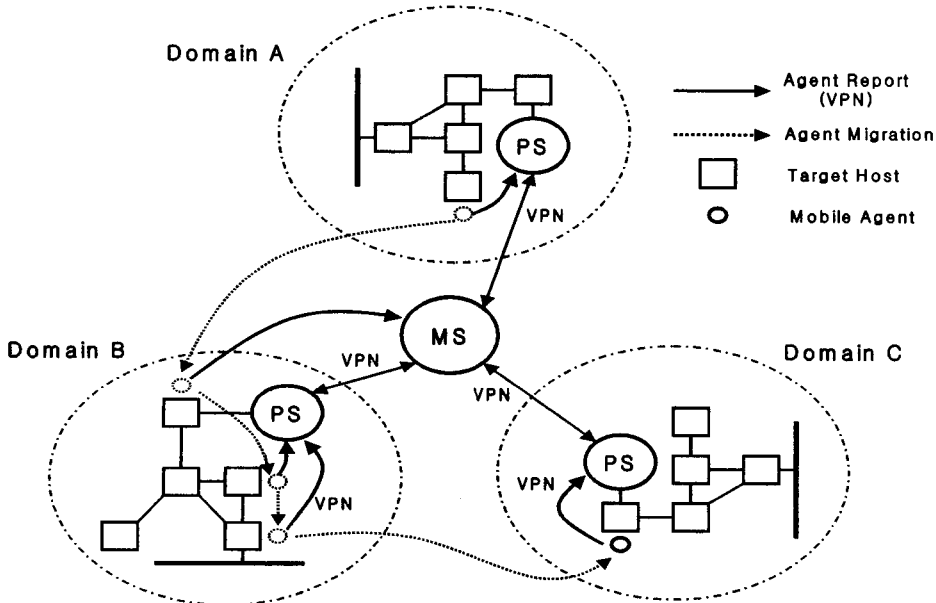 Domain A
Agent Report
(VPN)
Agent Migration
Target Host
Mobile Agent
PS
VPN
MS
Domain B
VPN
PS
VPN
Domain C
VPN
PS
VPN